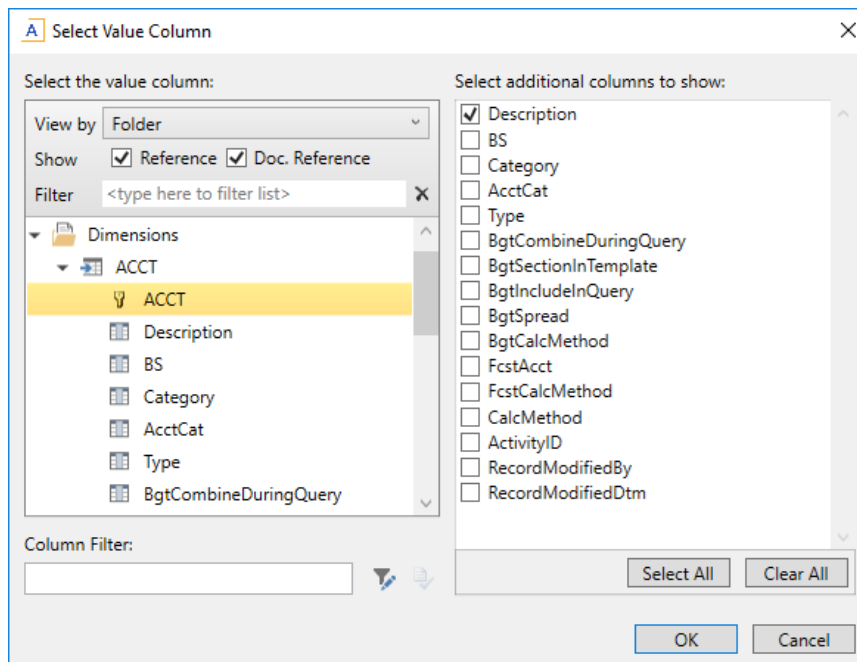 A Select Value Column
Select the value column:
View by Folder
Show Reference Doc. Reference
Filter <type here to filter list>
Dimensions
ACCT
ACCT
Description
BS
Category
AcctCat
Type
BgtCombineDuringQuery
Column Filter:
Select additional columns to show:
Description
BS
Category
AcctCat
Type
BgtCombineDuringQuery
BgtSectionInTemplate
BgtIncludeInQuery
BgtSpread
BgtCalcMethod
FcstAcct
FcstCalcMethod
CalcMethod
ActivityID
RecordModifiedBy
RecordModifiedDtm
Select All Clear All
OK Cancel